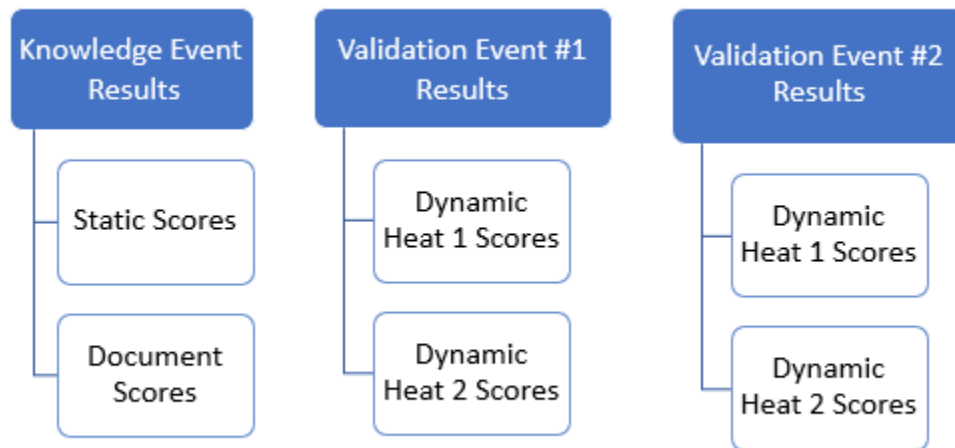 Knowledge Event
Results
Static Scores
Document
Scores
Validation Event #1
Results
Dynamic
Heat 1 Scores
Dynamic
Heat 2 Scores
Validation Event #2
Results
Dynamic
Heat 1 Scores
Dynamic
Heat 2 Scores